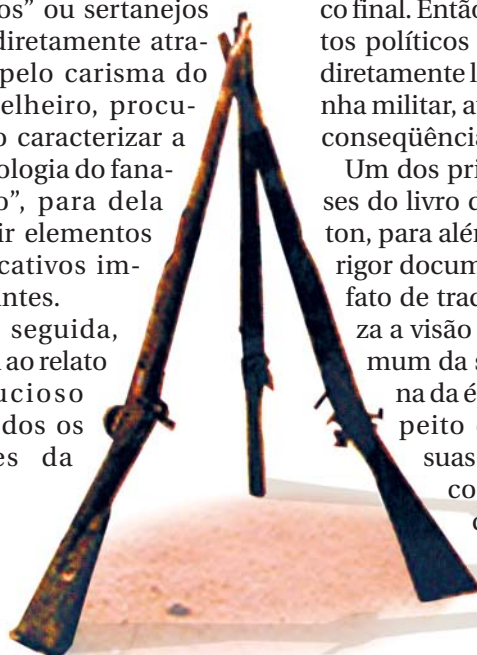 os” ou sertanejos
diretamente atra-
pelo carisma do
elheiro, procu-
o caracterizar a
ologia do fana-
o”, para dela
ir elementos
cativos im-
antes.
seguida,
ao relato
ucioso
dos os
es da
co final. Então
tos políticos
diretamente l
nha militar, a
conseqüência
Um dos pri
ses do livro d
ton, para alé
rigor docum
fato de trad
za a visão
mum da s
na da é
peito
suas
co